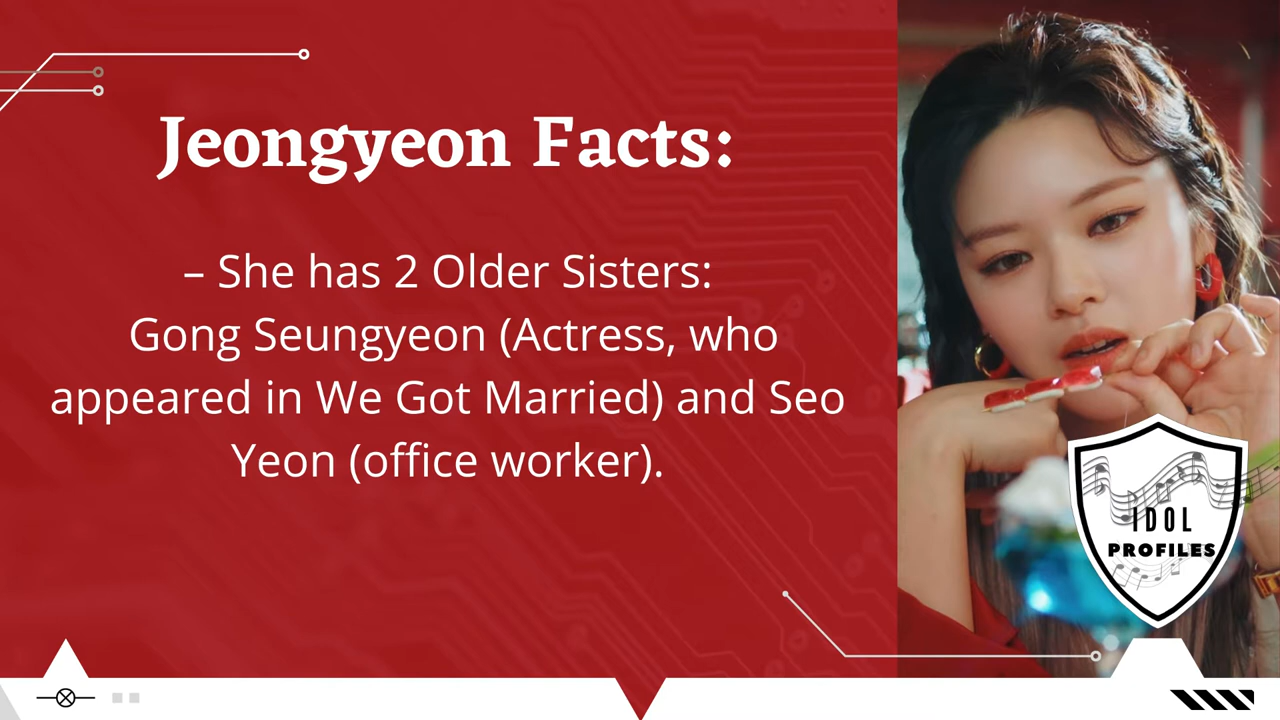 Jeongyeon Facts:
– She has 2 Older Sisters:
Gong Seungyeon (Actress, who
appeared in We Got Married) and Seo
Yeon (office worker).
IDOL
PROFILES